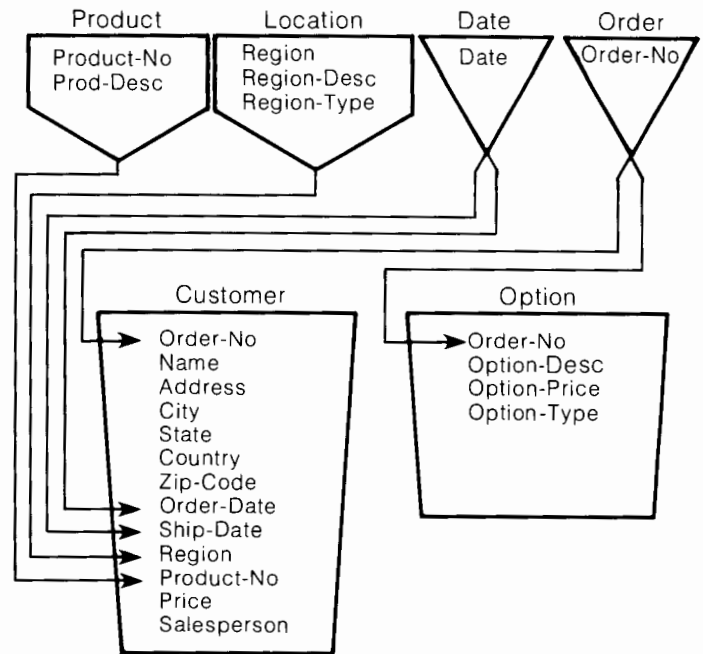 Product
Location
Date
Order
Product-No
Prod-Desc
Region
Region-Desc
Region-Type
Date
Order-No
Customer
Order-No
Name
Address
City
State
Country
Zip-Code
Order-Date
Ship-Date
Region
Product-No
Price
Salesperson
Option
Order-No
Option-Desc
Option-Price
Option-Type